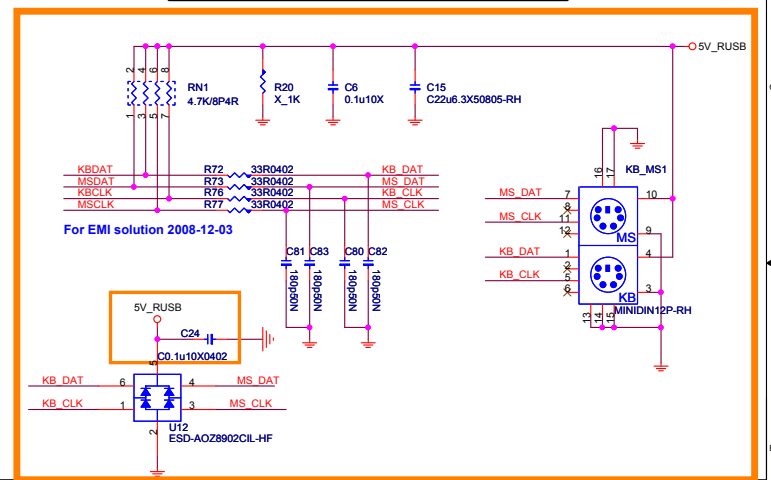 5V_RUSB
2
4
6
8
RN1
4.7K/8P4R
1
3
5
7
R20
X_1K
C6
0.1u10X
C15
C22u6.3X50805-RH
KBDAT
R72
33R0402
KB_DAT
MSDAT
R73
33R0402
MS_DAT
KBCLK
R76
33R0402
KB_CLK
MSCLK
R77
33R0402
MS_CLK
For EMI solution 2008-12-03
C81
180p50N
C83
180p50N
C80
180p50N
C82
180p50N
16
17
KB_MS1
MS_DAT
7
10
8
MS_CLK
11
12
9
MS
KB_DAT
1
4
2
KB_CLK
5
6
3
KB
MINIDIN12P-RH
13
14
15
5V_RUSB
C24
C0.1u10X0402
5
KB_DAT
6
4
MS_DAT
KB_CLK
1
3
MS_CLK
2
U12
ESD-AOZ8902CIL-HF